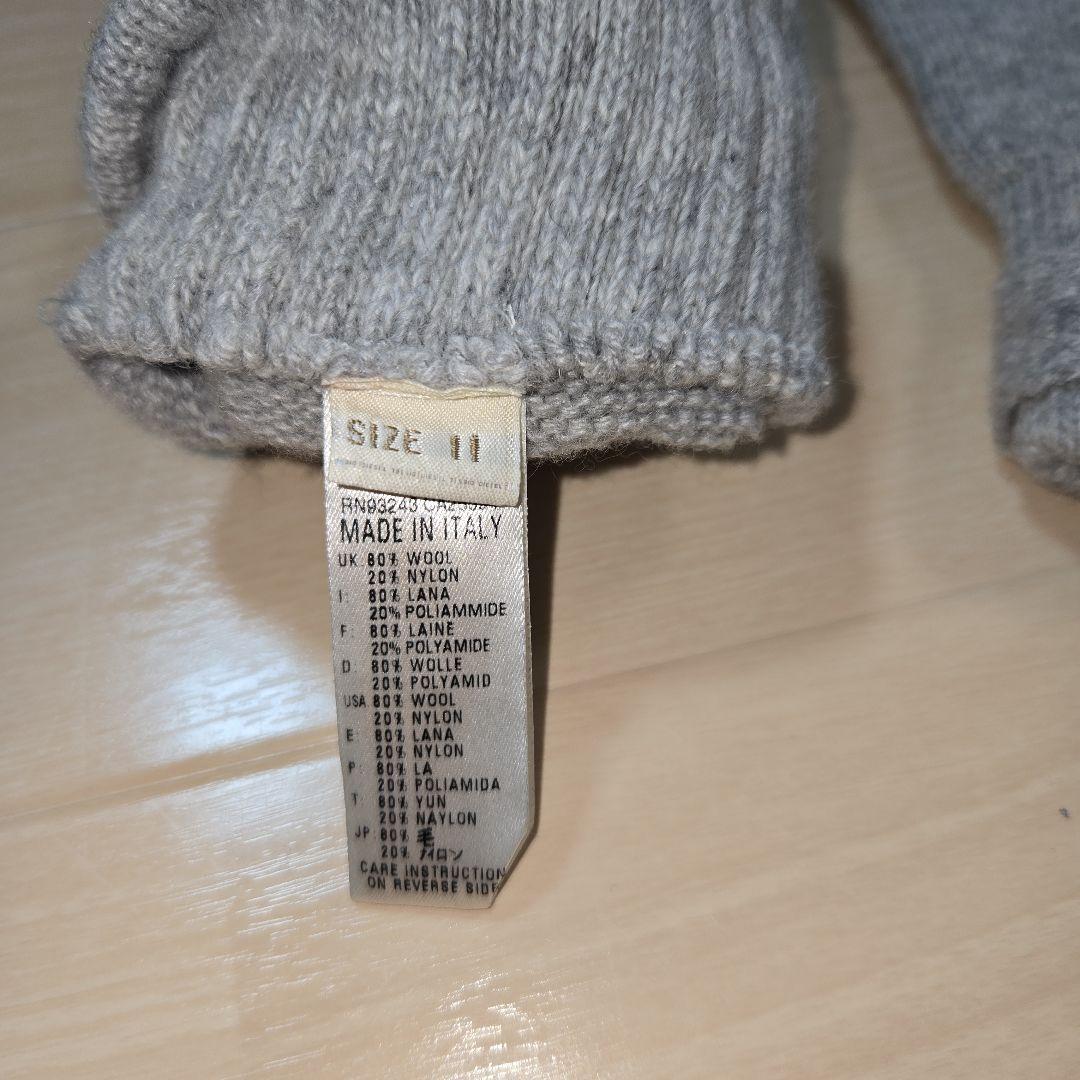 SIZE II
RN93243
MADE IN ITALY
UK: 80% WOOL
20% NYLON
I: 80% LANA
20% POLIAMMIDE
F: 80% LAINE
20% POLYAMIDE
D: 80% WOLLE
20% POLYAMID
USA 80% WOOL
20% NYLON
E: 80% LANA
20% NYLON
P: 80% LA
20% POLIAMIDA
T: 80% YUN
20% NAYLON
JP: 80% 毛
20% ナイロン
CARE INSTRUCTION
ON REVERSE SIDE